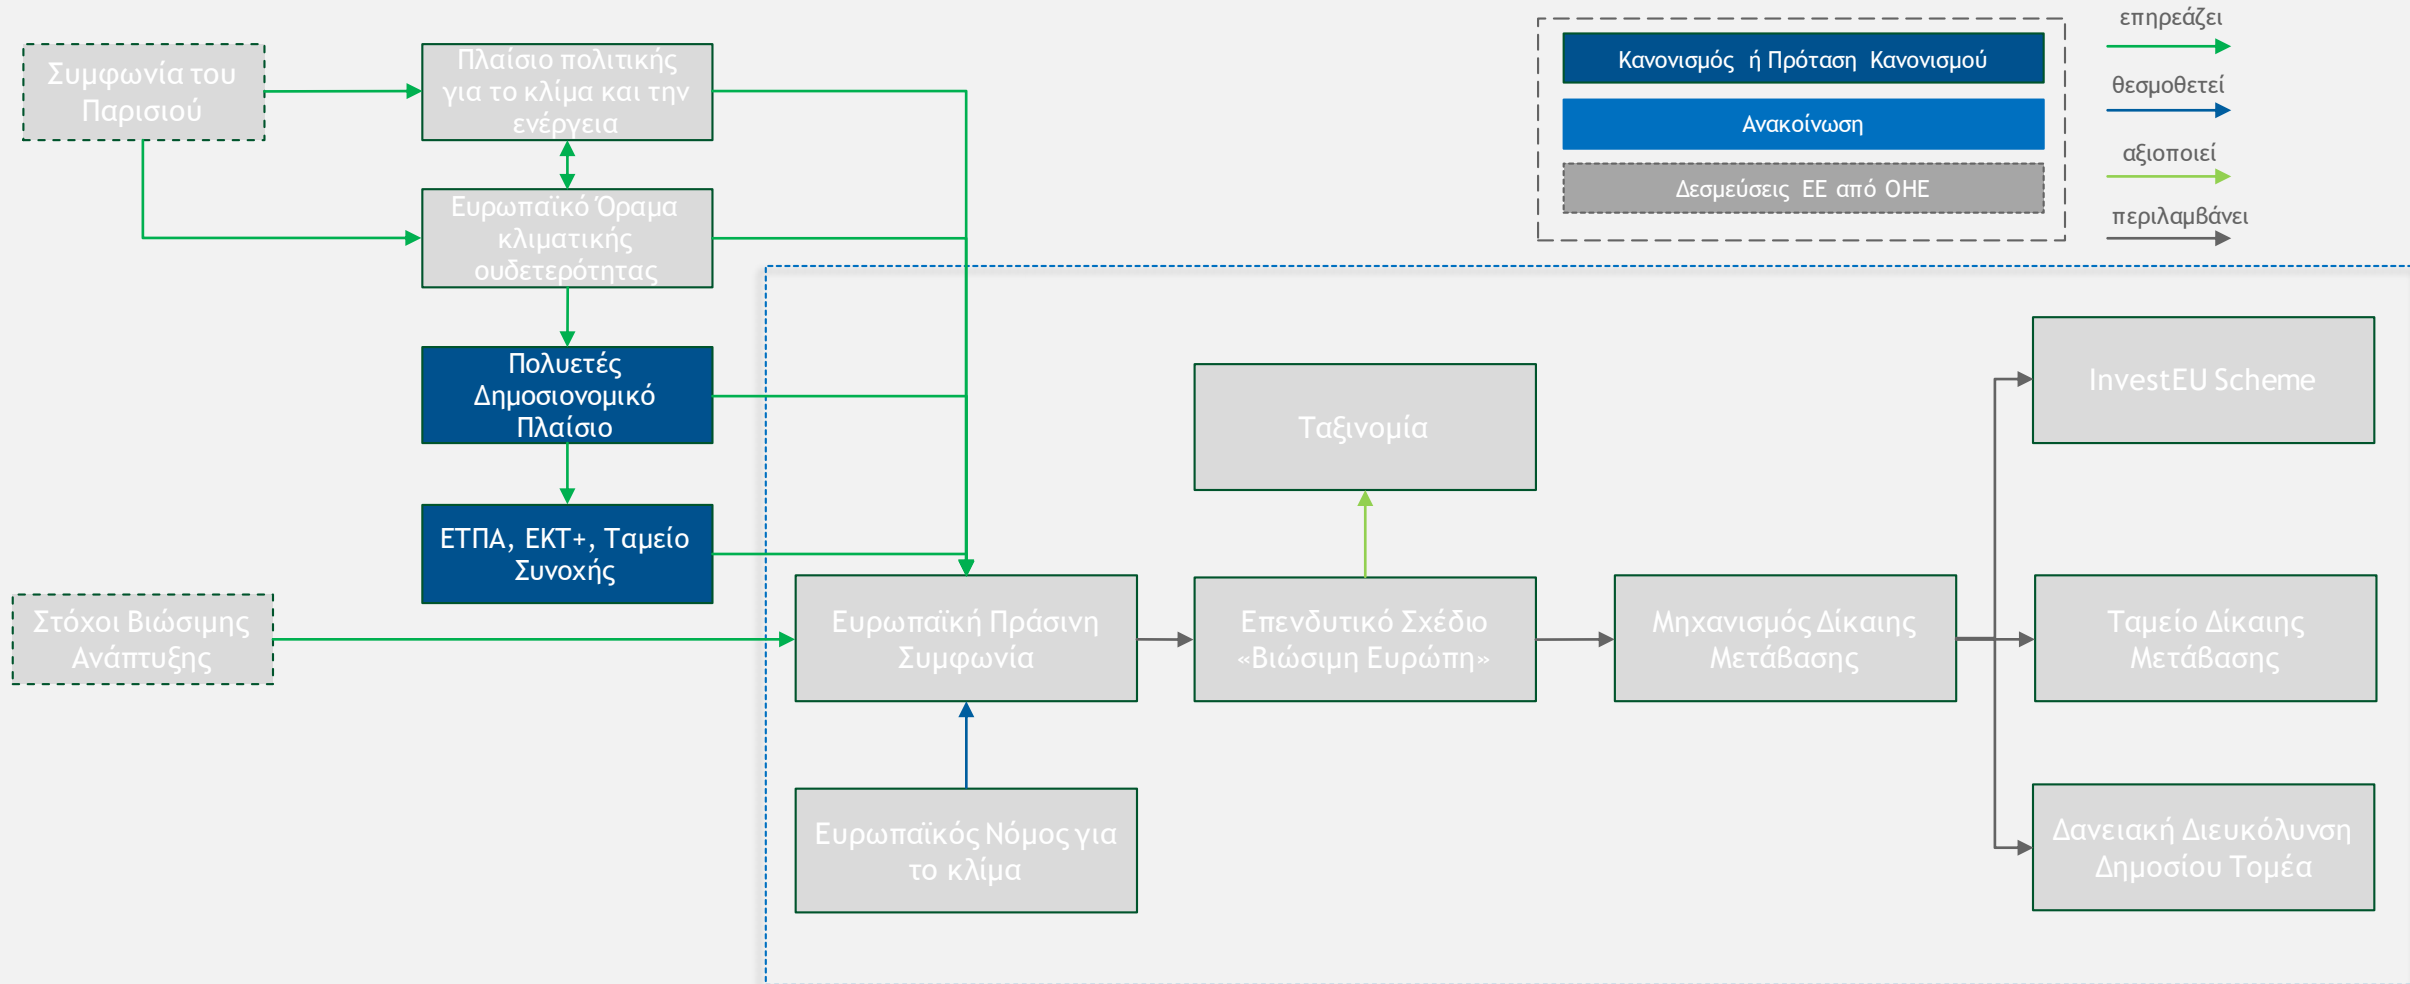 Συμφωνία του
Παρισιού
Πλαίσιο πολιτικής
για το κλίμα και την
ενέργεια
Ευρωπαϊκό Όραμα
κλιματικής
ουδετερότητας
Πολυετές
Δημοσιονομικό
Πλαίσιο
ΕΤΠΑ, ΕΚΤ+, Ταμείο
Συνοχής
Στόχοι Βιώσιμης
Ανάπτυξης
Κανονισμός ή Πρόταση Κανονισμού
Ανακοίνωση
Δεσμεύσεις ΕΕ από ΟΗΕ
επηρεάζει
θεσμοθετεί
αξιοποιεί
περιλαμβάνει
Ταξινομία
InvestEU Scheme
Ευρωπαϊκή Πράσινη
Συμφωνία
Επενδυτικό Σχέδιο
«Βιώσιμη Ευρώπη»
Μηχανισμός Δίκαιης
Μετάβασης
Ταμείο Δίκαιης
Μετάβασης
Ευρωπαϊκός Νόμος για
το κλίμα
Δανειακή Διευκόλυνση
Δημοσίου Τομέα